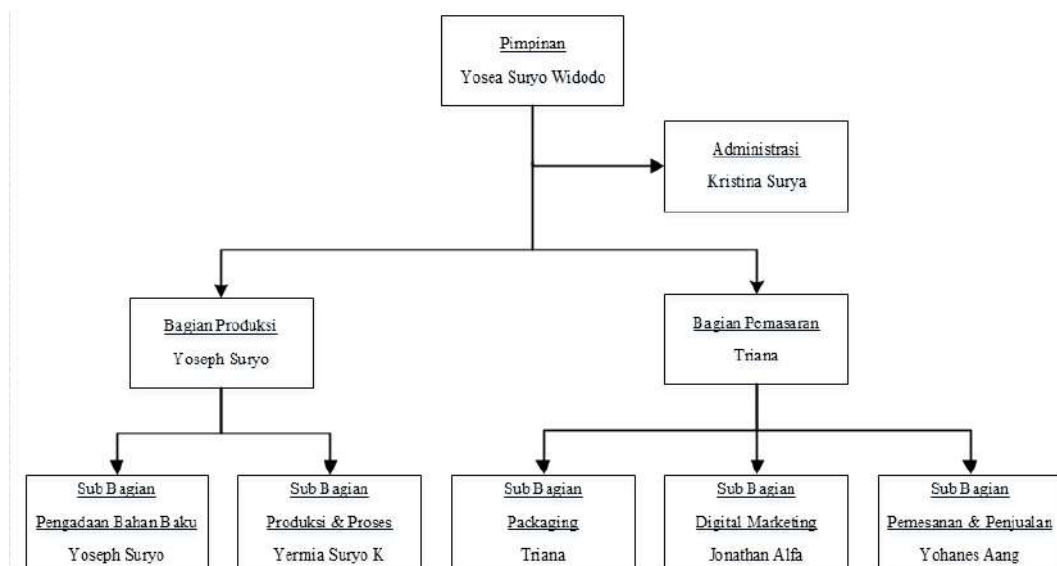 Pimpinan
Yosea Suryo Widodo
Administrasi
Kristina Surya
Bagian Produksi
Yoseph Suryo
Bagian Pemasaran
Triana
Sub Bagian
Pengadaan Bahan Baku
Yoseph Suryo
Sub Bagian
Produksi & Proses
Yermia Suryo K
Sub Bagian
Packaging
Triana
Sub Bagian
Digital Marketing
Jonathan Alfa
Sub Bagian
Pemesanan & Penjualan
Yohanes Aang